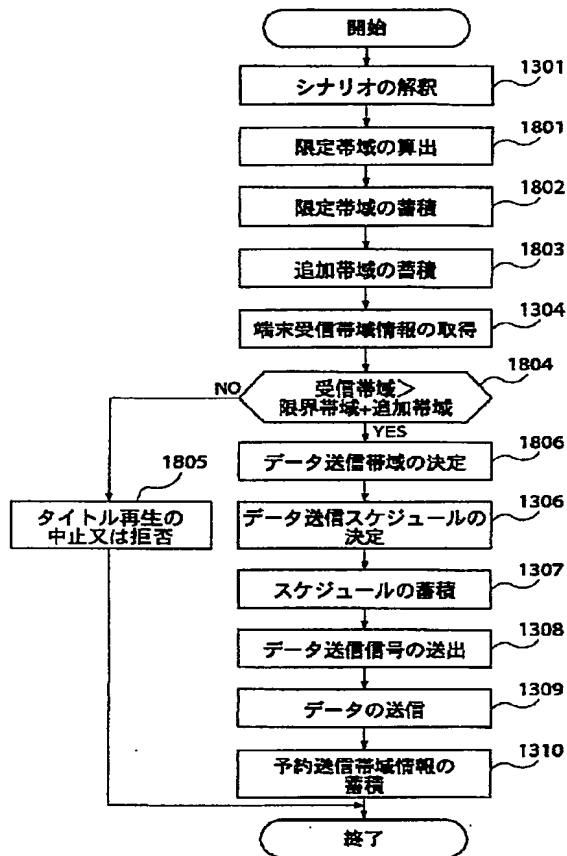 開始
1301
シナリオの解釈
1801
限定帯域の算出
1802
限定帯域の蓄積
1803
追加帯域の蓄積
1304
端末受信帯域情報の取得
1804
受信帯域>
限界帯域+追加帯域
NO
YES
1806
データ送信帯域の決定
1805
タイトル再生の
中止又は拒否
1306
データ送信スケジュールの
決定
1307
スケジュールの蓄積
1308
データ送信信号の送出
1309
データの送信
1310
予約送信帯域情報の
蓄積
終了